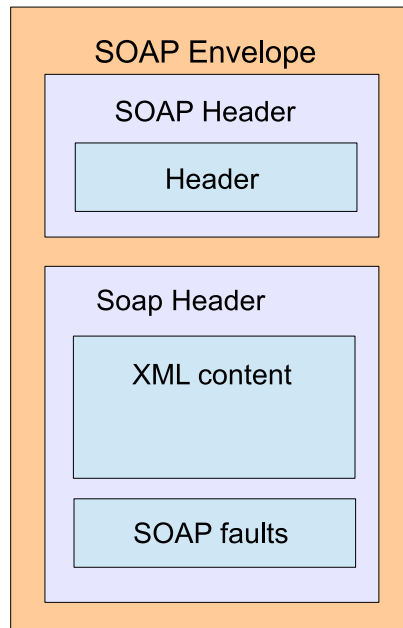 SOAP Envelope
SOAP Header
Header
Soap Header
XML content
SOAP faults